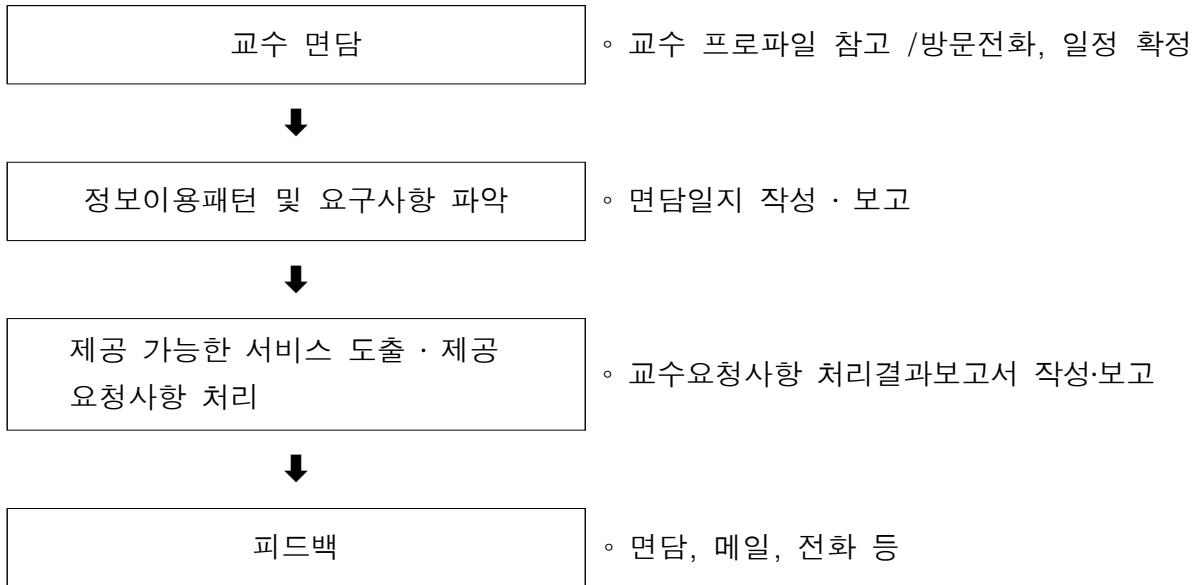 교수 면담
◦ 교수 프로파일 참고 /방문전화, 일정 확정
정보이용패턴 및 요구사항 파악
◦ 면담일지 작성 · 보고
제공 가능한 서비스 도출 · 제공
요청사항 처리
◦ 교수요청사항 처리결과보고서 작성·보고
피드백
◦ 면담, 메일, 전화 등